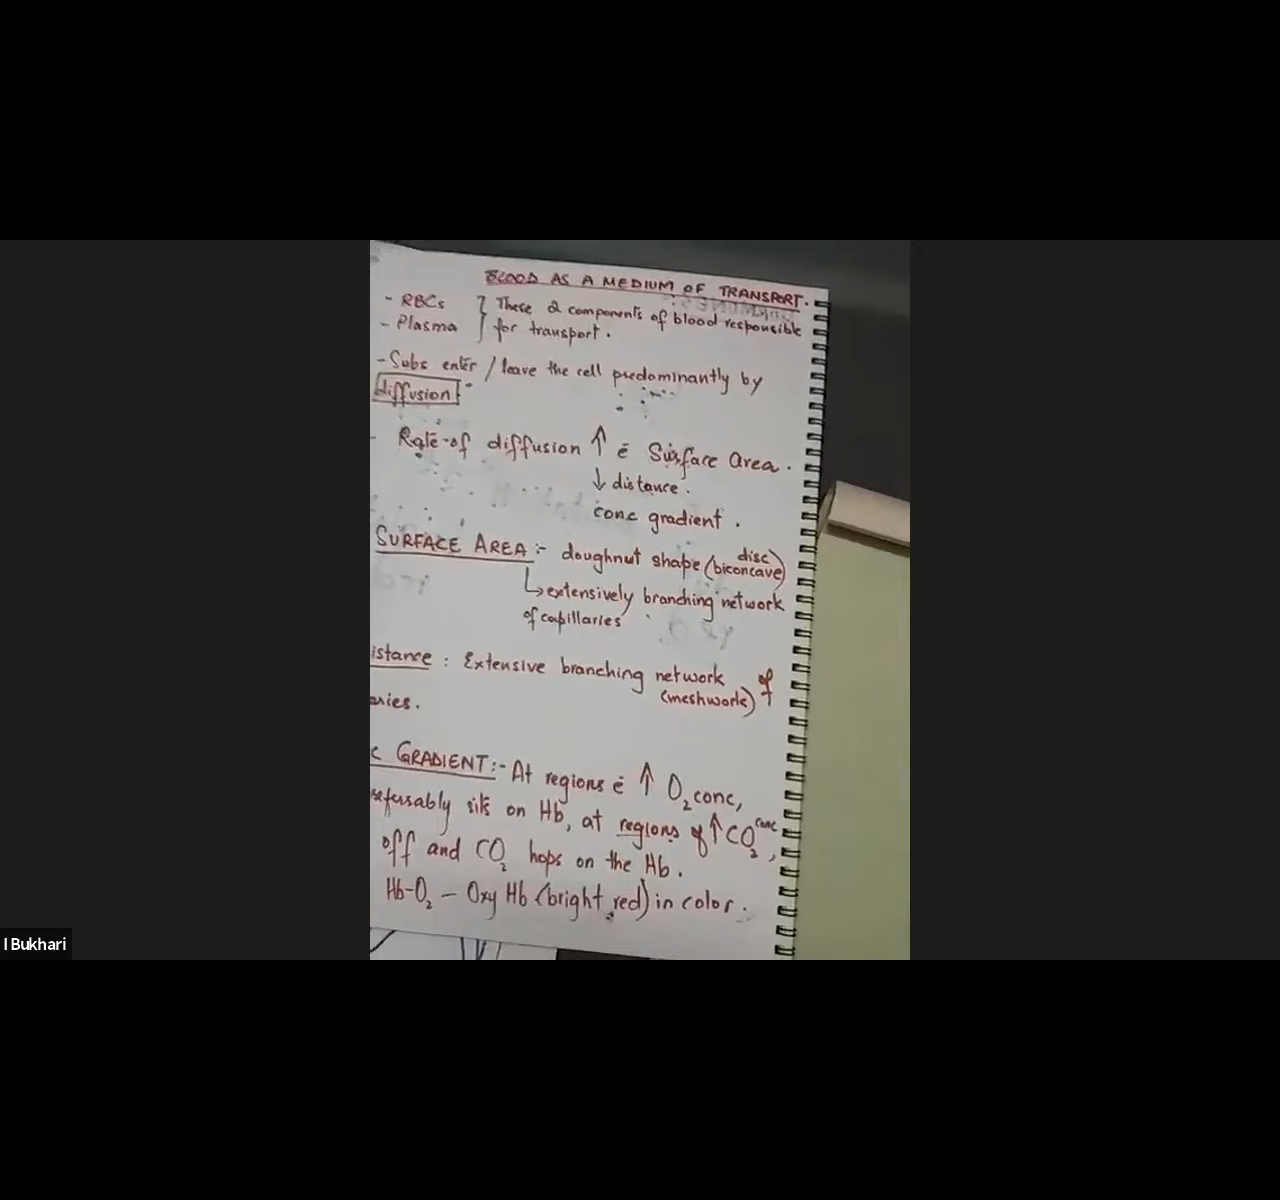 BLOOD AS A MEDIUM OF TRANSPORT.
- RBCs } These 2 components of blood responsible
- Plasma } for transport.
- Subs enter / leave the cell predominantly by
diffusion
- Rate of diffusion ↑ c̄ Surface Area.
↓ distance.
conc gradient.
SURFACE AREA :- doughnut shape (biconcave disc)
↳ extensively branching network
of capillaries
istance : Extensive branching network of
(meshwork)
aries.
C GRADIENT :- At regions c̄ ↑ O2 conc,
sits on Hb, at regions of ↑ CO2 conc,
off and CO2 hops on the Hb.
Hb-O2 – Oxy Hb (bright red) in color.
I Bukhari